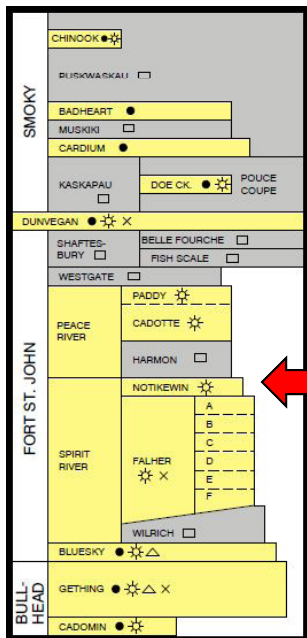 SMOKY
CHINOOK
PUSKWASKAU
BADHEART
MUSKIKI
CARDIUM
KASKAPAU
DOE CK.
POUCE
COUPE
DUNVEGAN
FORT ST. JOHN
SHAFTES-
BURY
BELLE FOURCHE
FISH SCALE
WESTGATE
PEACE
RIVER
PADDY
CADOTTE
HARMON
SPIRIT
RIVER
NOTIKEWIN
FALHER
A
B
C
D
E
F
WILRICH
BLUESKY
BULL-
HEAD
GETHING
CADOMIN